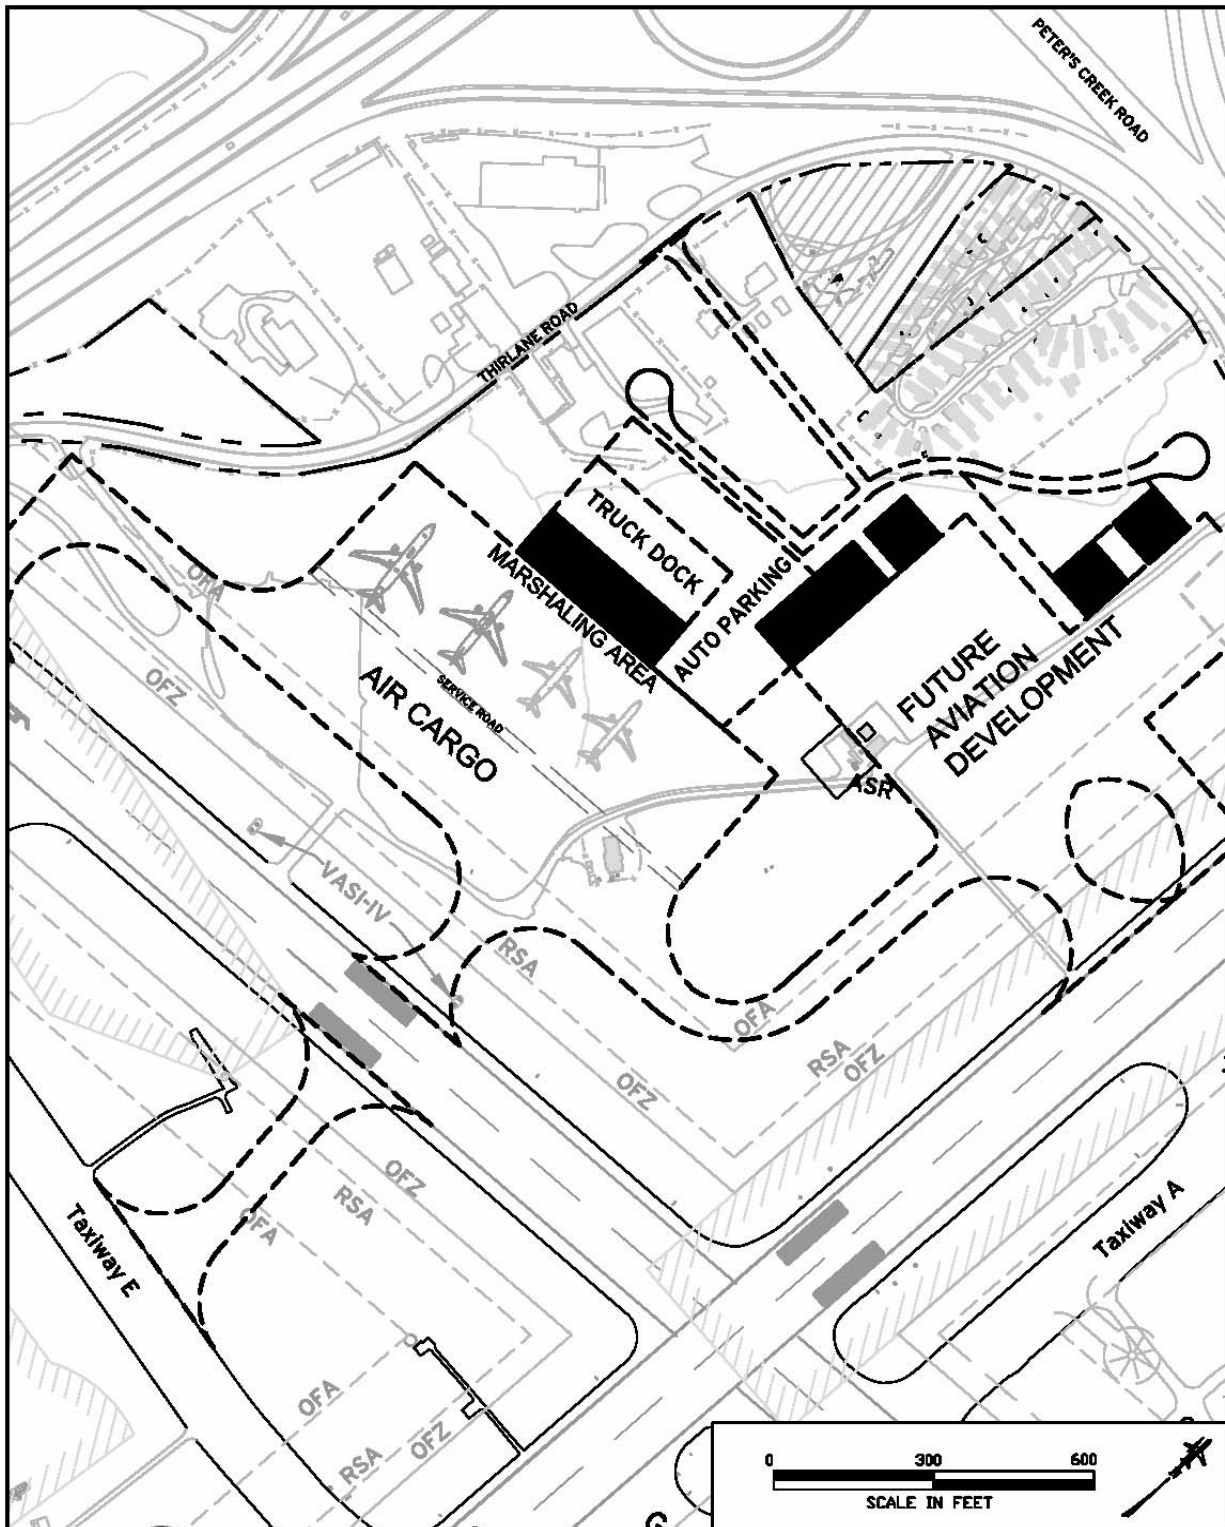 PETER'S CREEK ROAD
THIRLANE ROAD
TRUCK DOCK
MARSHALING AREA
AUTO PARKING
OFA
OFZ
AIR CARGO
SERVICE ROAD
FUTURE
AVIATION
DEVELOPMENT
ASR
VASI-IV
RSA
OFA
RSA
OFZ
OFZ
OFZ
RSA
OFA
Taxiway E
Taxiway A
OFA
RSA
OFZ
0 300 600
SCALE IN FEET